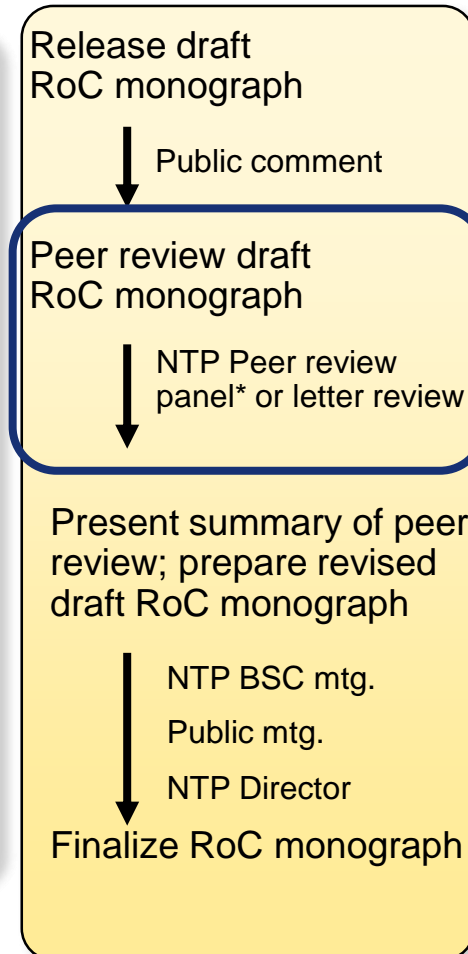 Release draft
RoC monograph
Public comment
Peer review draft
RoC monograph
NTP Peer review
panel* or letter review
Present summary of peer
review; prepare revised
draft RoC monograph
NTP BSC mtg.
Public mtg.
NTP Director
Finalize RoC monograph